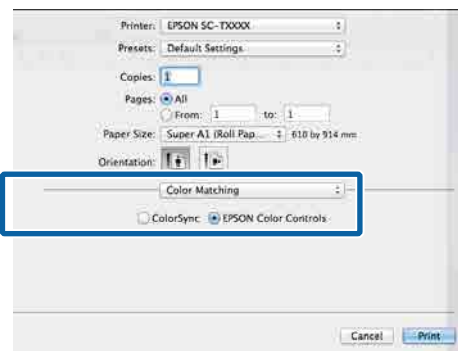 Printer: EPSON SC-TXXXX
Presets: Default Settings
Copies: 1
Pages: All
From: 1 to: 1
Paper Size: Super A1 (Roll Pap... 610 by 914 mm
Orientation:
Color Matching
ColorSync EPSON Color Controls
Cancel Print